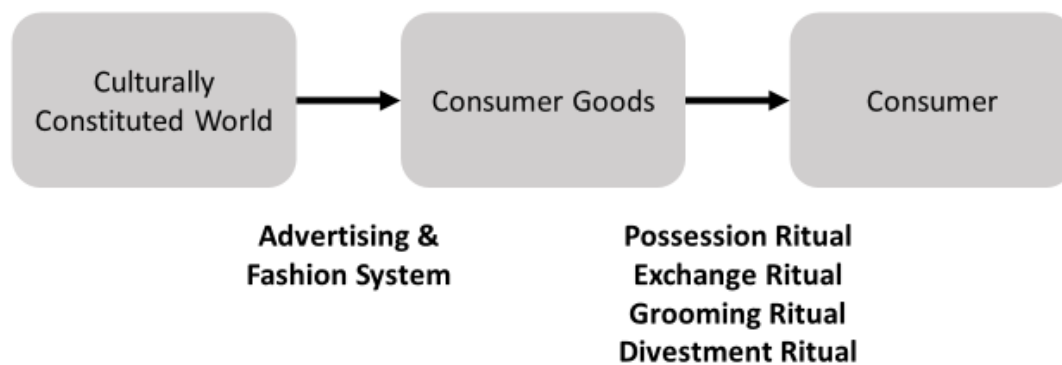 Culturally
Constituted World
Consumer Goods
Consumer
Advertising &
Fashion System
Possession Ritual
Exchange Ritual
Grooming Ritual
Divestment Ritual